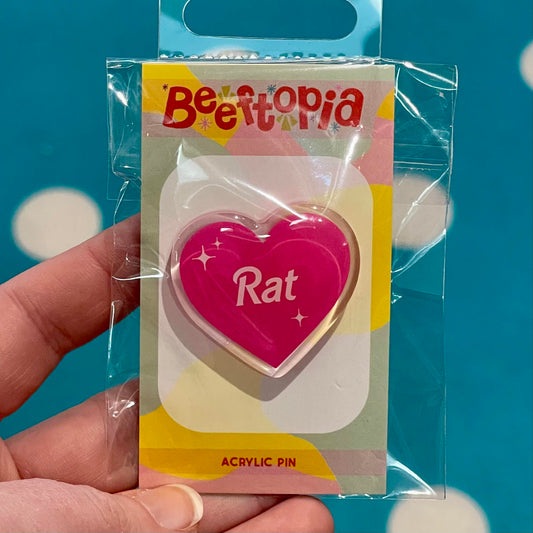 Beeftopia
Rat
ACRYLIC PIN